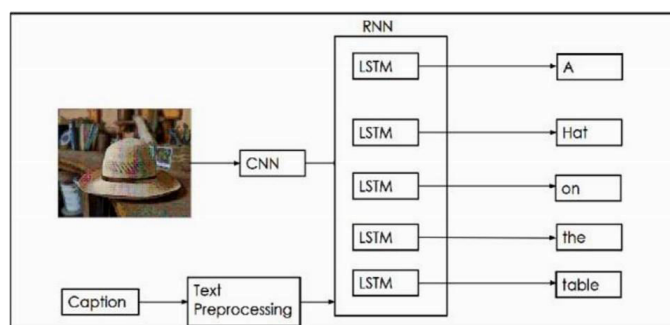 RNN
LSTM
A
LSTM
Hat
CNN
LSTM
on
LSTM
the
Caption
Text
Preprocessing
LSTM
table